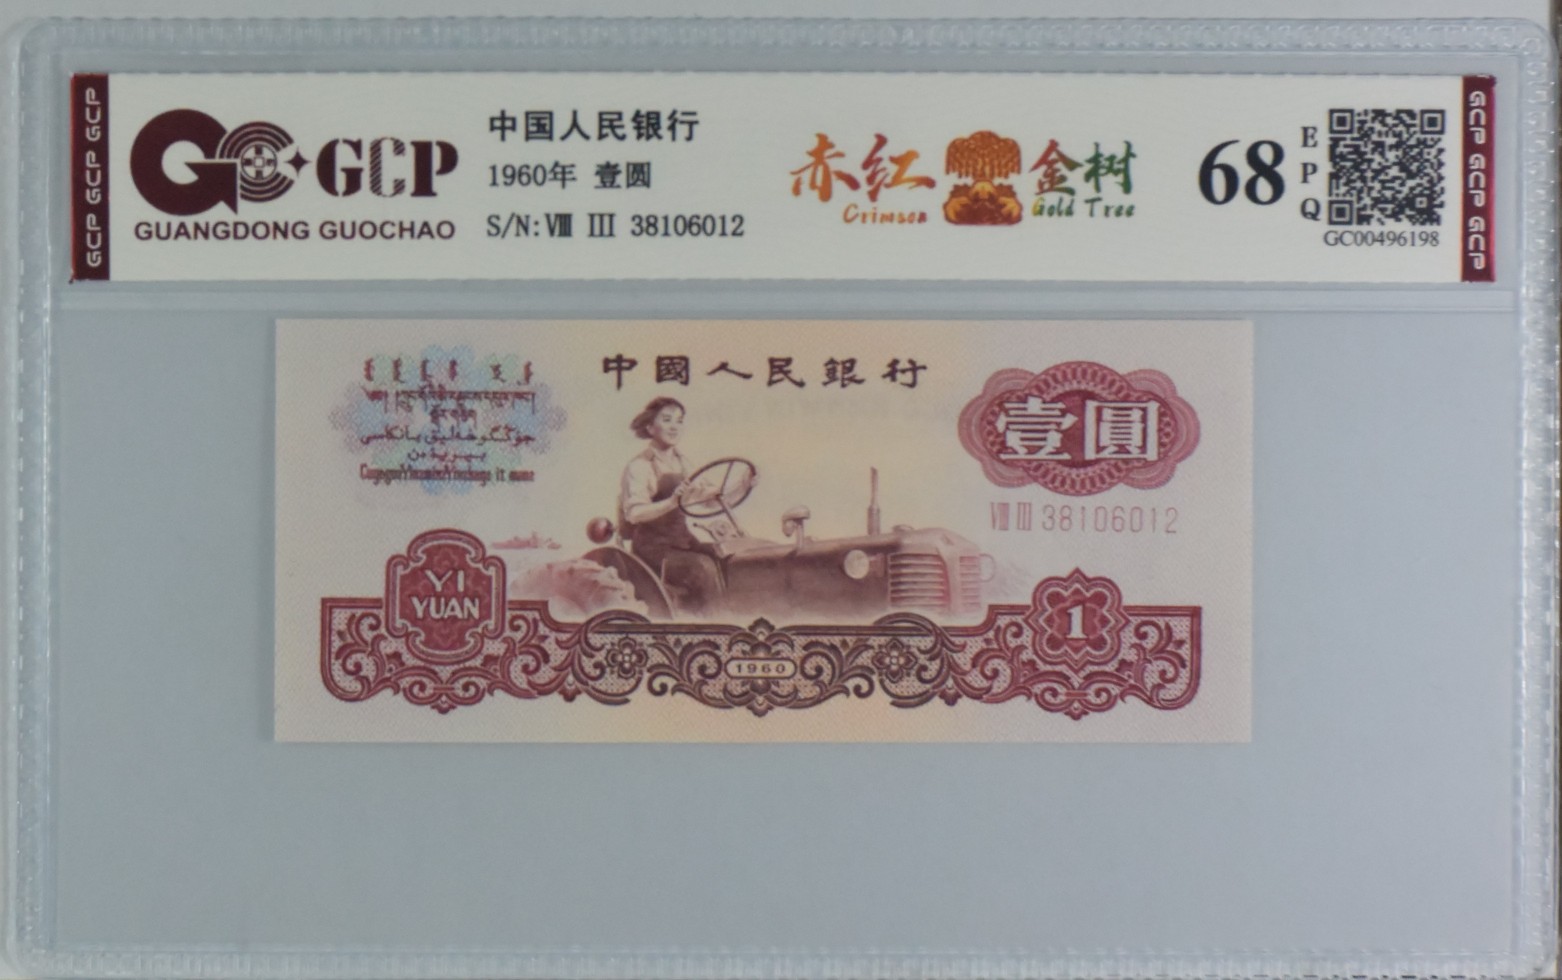 GCP GCP GCP
GCP
GUANGDONG GUOCHAO
中国人民银行
1960年 壹圆
S/N:Ⅷ Ⅲ 38106012
赤红 金树
Crimson Gold Tree
68
EPQ
GC00496198
GCP GCP GCP
中國人民銀行
壹圓
Ⅷ Ⅲ 38106012
YI
YUAN
1960
1